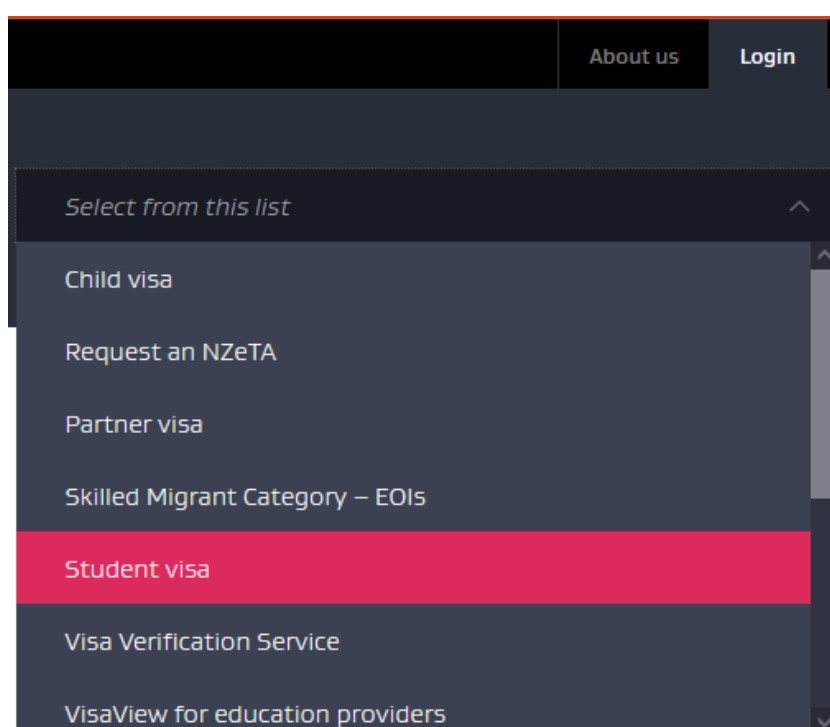 About us
Login
Select from this list
Child visa
Request an NZeTA
Partner visa
Skilled Migrant Category – EOIs
Student visa
Visa Verification Service
VisaView for education providers